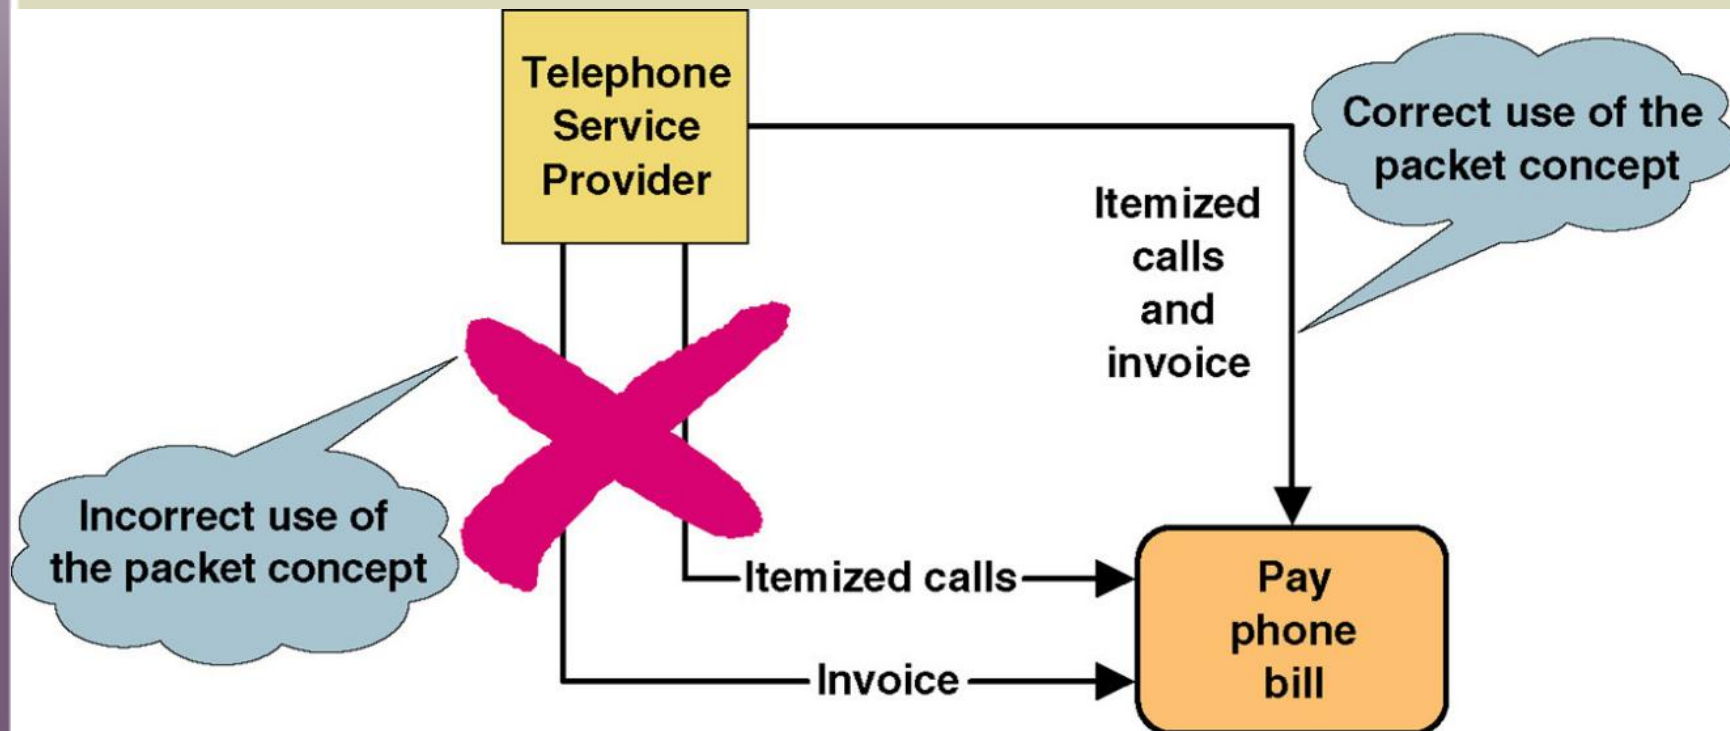 Telephone
Service
Provider
Correct use of the
packet concept
Itemized
calls
and
invoice
Incorrect use of
the packet concept
Itemized calls
Invoice
Pay
phone
bill